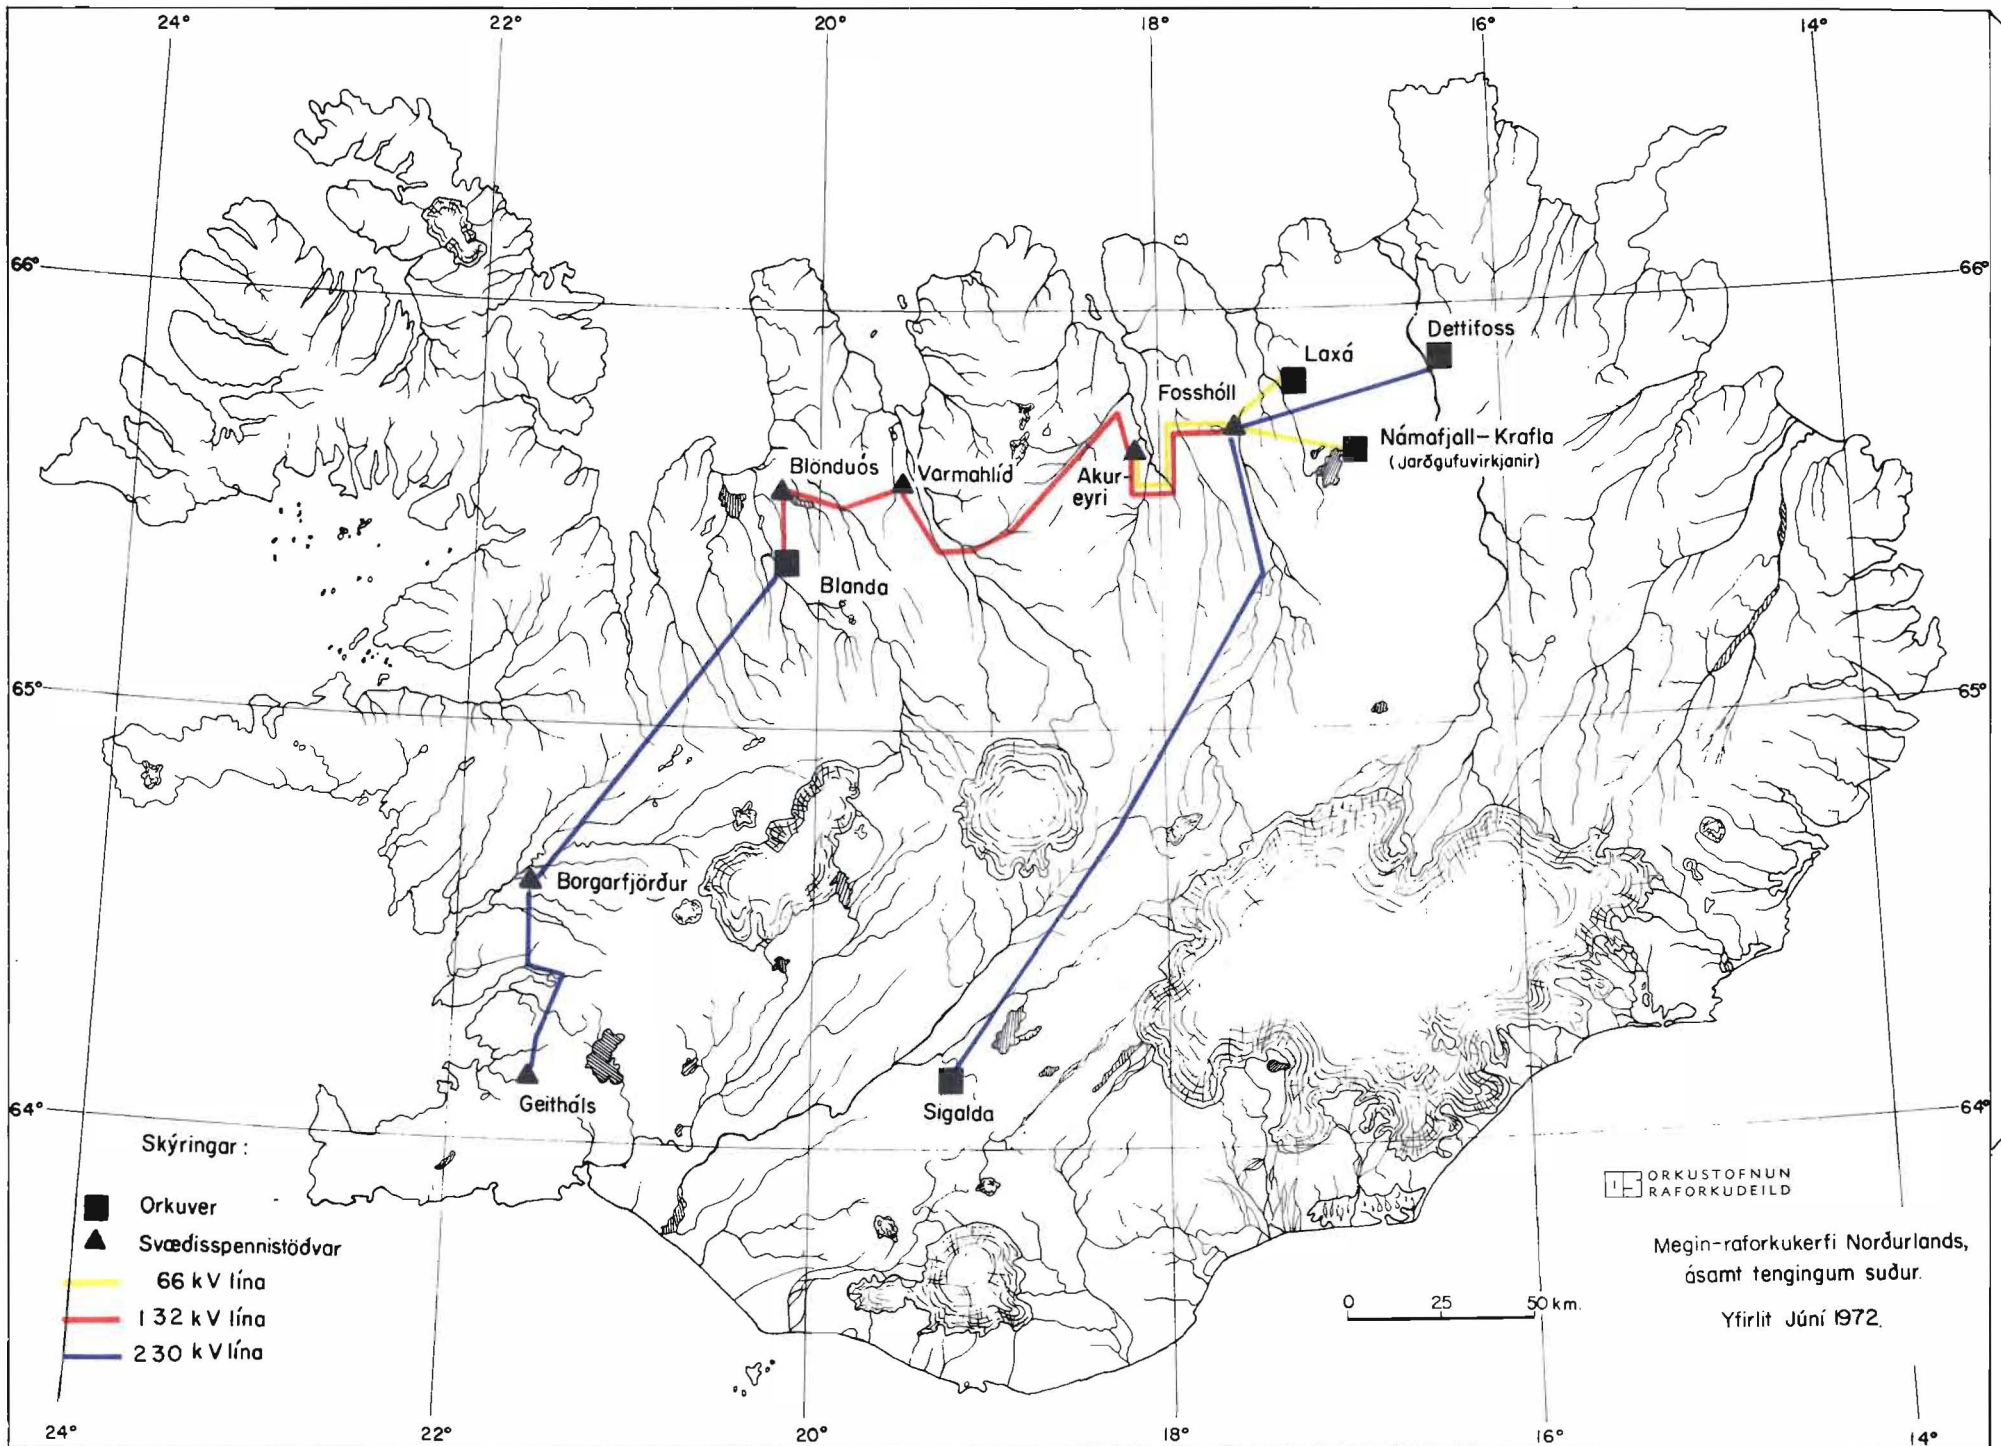 24°
22°
20°
18°
16°
14°
66°
66°
Dettifoss
Laxá
Fosshóll
Námafjall-Krafla
(Jarðgufuvirkjanir)
Blönduós
Varmahlíd
Akur-
eyri
Blanda
65°
65°
Borgarfjörður
64°
64°
Geitháls
Sigalda
Skýringar :
Orkuver
Svædisspennistödvar
66 kV lína
132 kV lína
230 kV lína
OS
ORKUSTOFNUN
RAFORKUDEILD
Megin-raforkukerfi Norðurlands,
ásamt tengingum suður.
Yfirlit Júní 1972.
0 25 50 km.
24°
22°
20°
18°
16°
14°